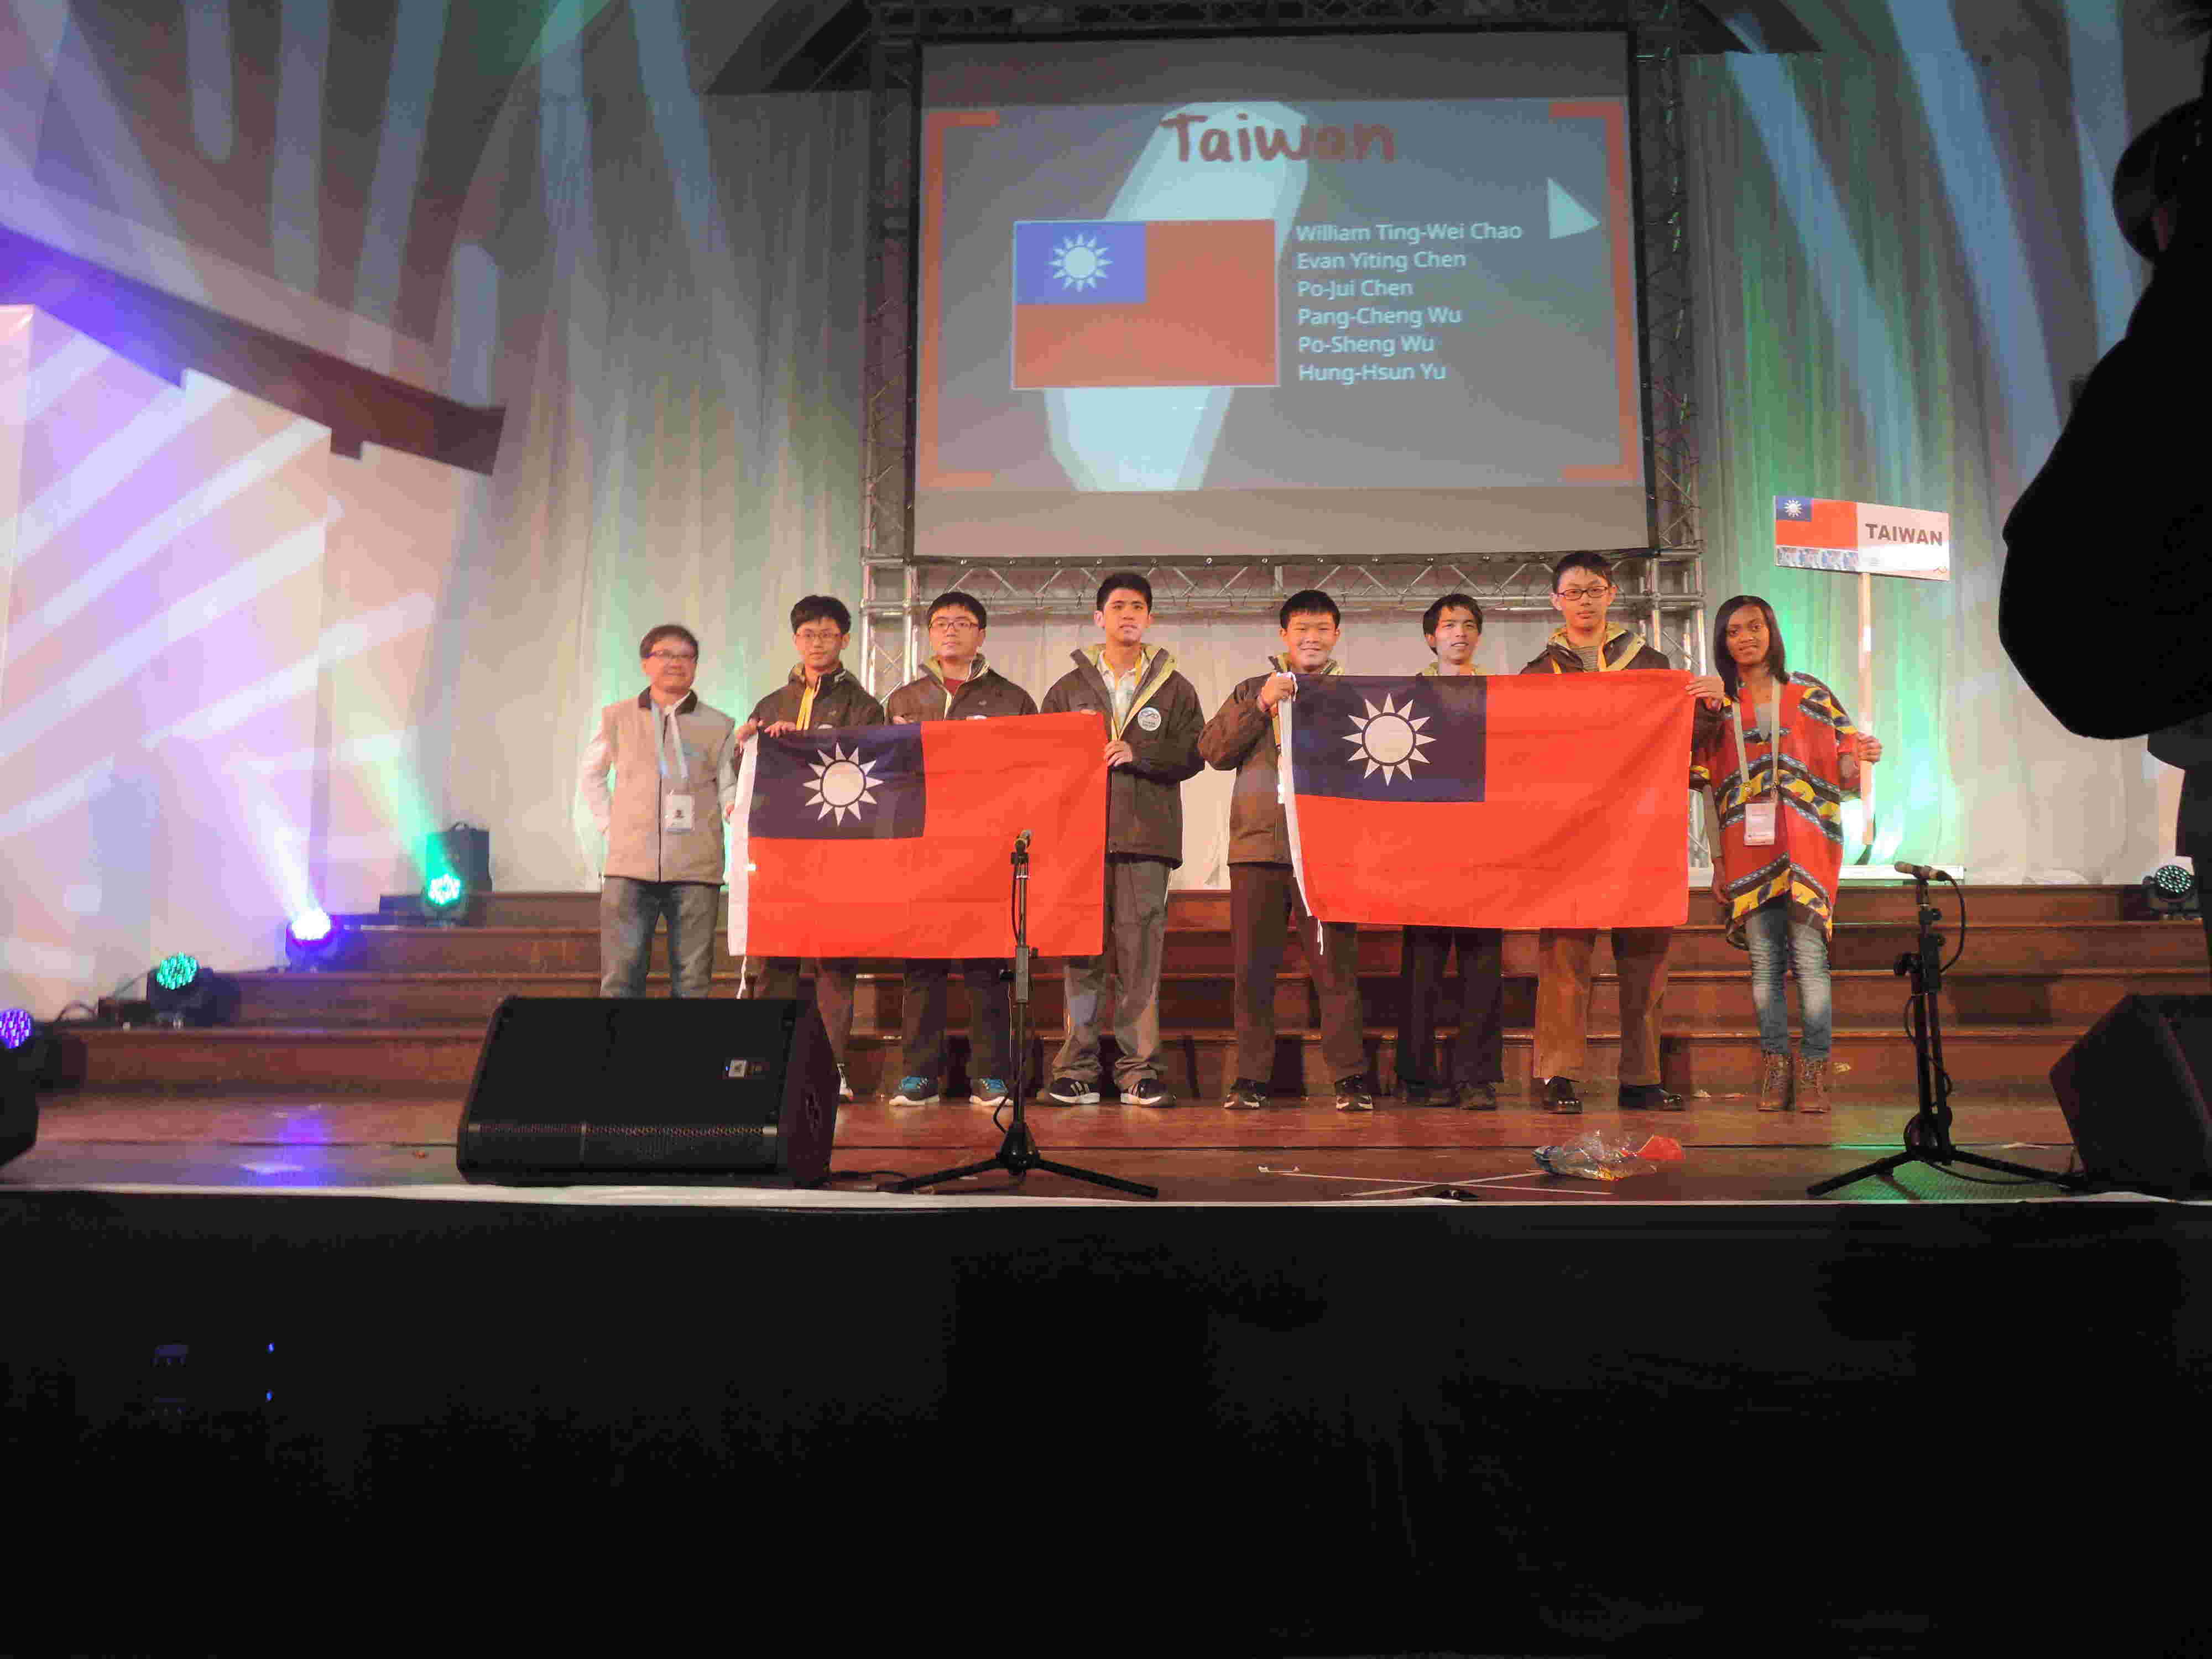 Taiwan
William Ting-Wei Chao
Evan Yiting Chen
Po-Jui Chen
Pang-Cheng Wu
Po-Sheng Wu
Hung-Hsun Yu
TAIWAN